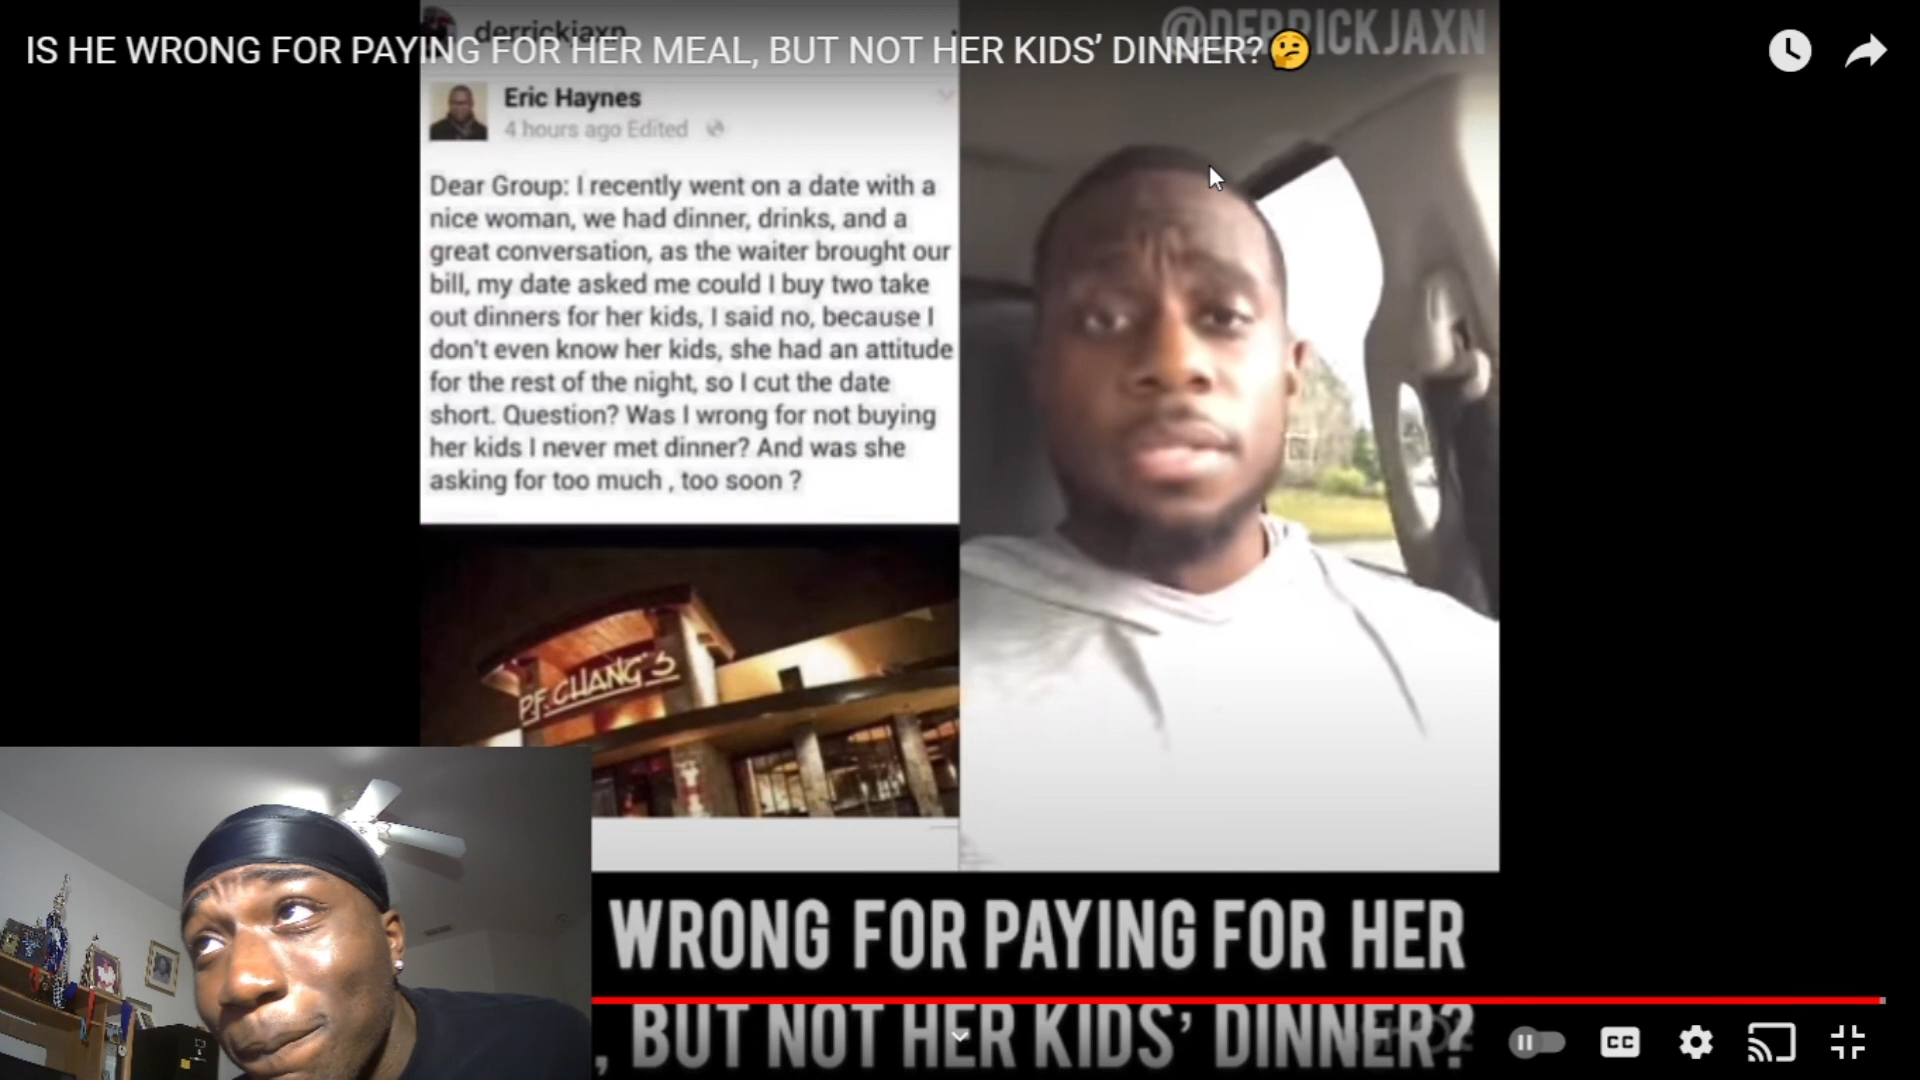 IS HE WRONG FOR PAYING FOR HER MEAL, BUT NOT HER KIDS’ DINNER?🤔
derrickjaxn
@DERRICKJAXN
Eric Haynes
4 hours ago Edited
Dear Group: I recently went on a date with a
nice woman, we had dinner, drinks, and a
great conversation, as the waiter brought our
bill, my date asked me could I buy two take
out dinners for her kids, I said no, because I
don't even know her kids, she had an attitude
for the rest of the night, so I cut the date
short. Question? Was I wrong for not buying
her kids I never met dinner? And was she
asking for too much , too soon ?
P.F. CHANG'S
WRONG FOR PAYING FOR HER
, BUT NOT HER KIDS’ DINNER?
CC